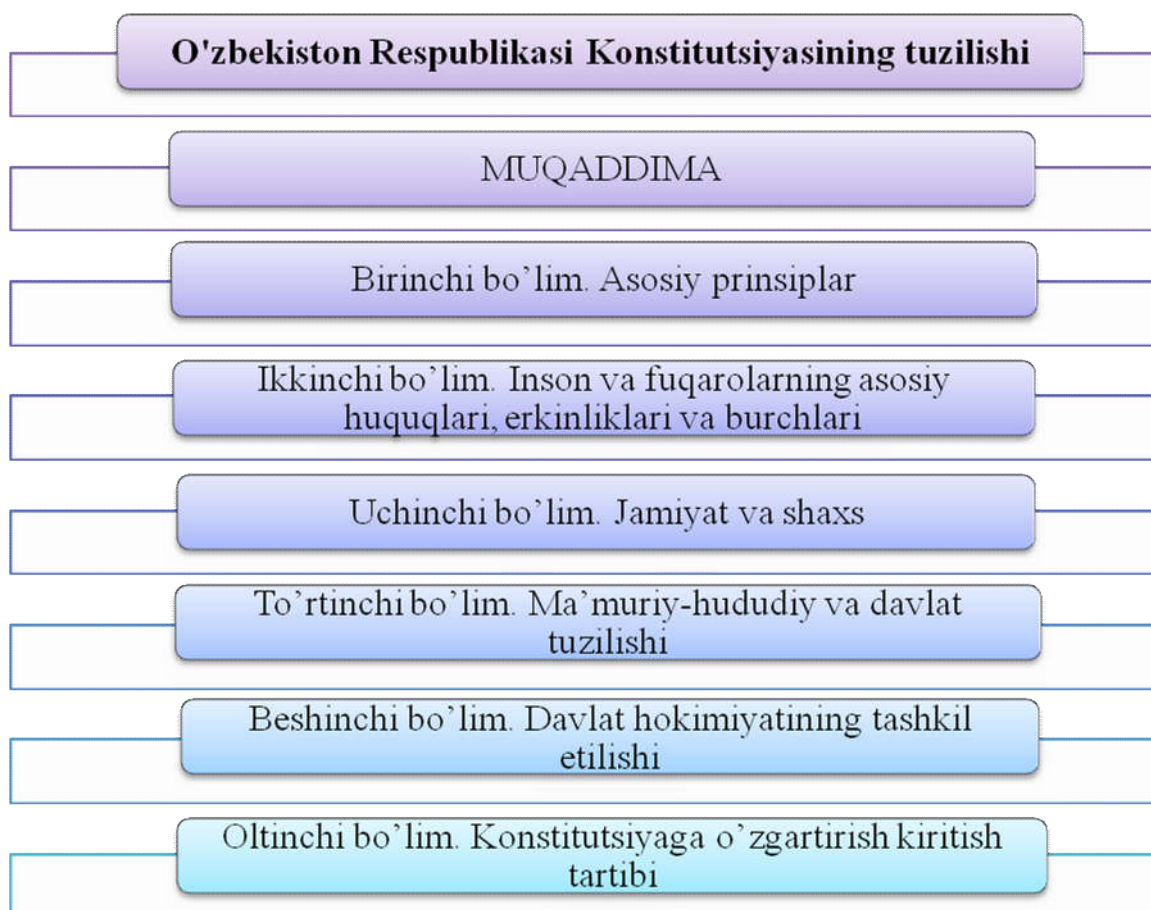 O'zbekiston Respublikasi Konstitutsiyasining tuzilishi
MUQADDIMA
Birinchi bo’lim. Asosiy prinsiplar
Ikkinchi bo’lim. Inson va fuqarolarning asosiy
huquqlari, erkinliklari va burchlari
Uchinchi bo’lim. Jamiyat va shaxs
To’rtinchi bo’lim. Ma’muriy-hududiy va davlat
tuzilishi
Beshinchi bo’lim. Davlat hokimiyatining tashkil
etilishi
Oltinchi bo’lim. Konstitutsiyaga o’zgartirish kiritish
tartibi